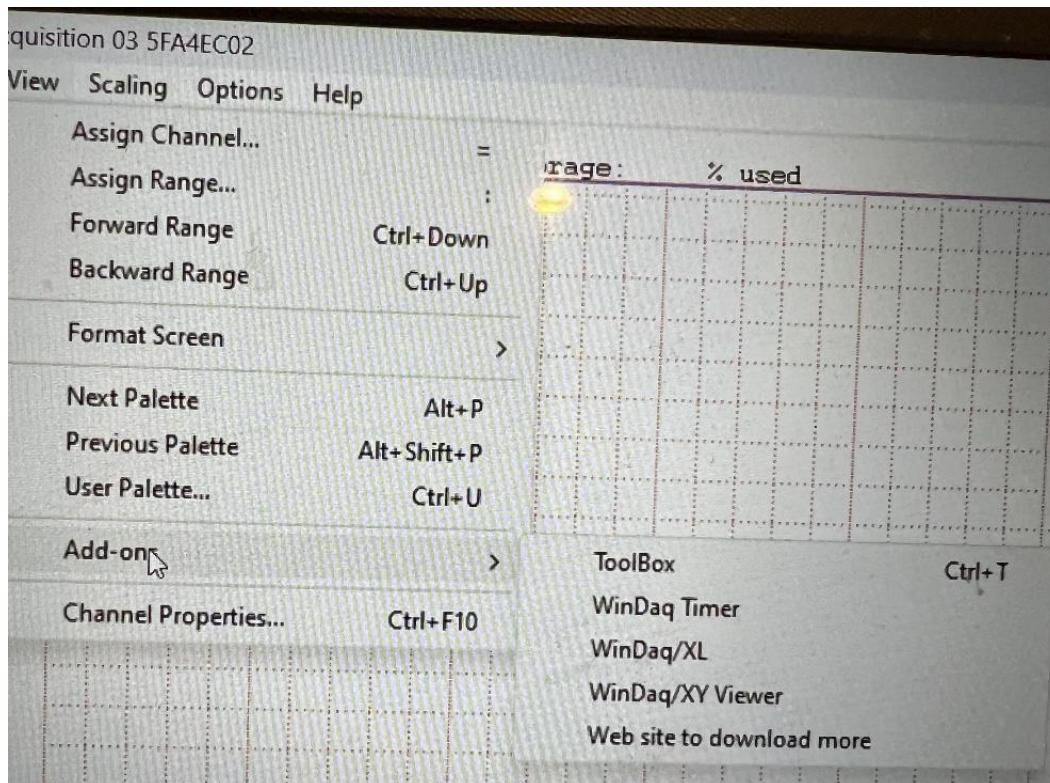 quisition 03 5FA4EC02
View Scaling Options Help
Assign Channel... =
Assign Range... :
Forward Range Ctrl+Down
Backward Range Ctrl+Up
Format Screen >
Next Palette Alt+P
Previous Palette Alt+Shift+P
User Palette... Ctrl+U
Add-on >
Channel Properties... Ctrl+F10
rage: % used
ToolBox Ctrl+T
WinDaq Timer
WinDaq/XL
WinDaq/XY Viewer
Web site to download more